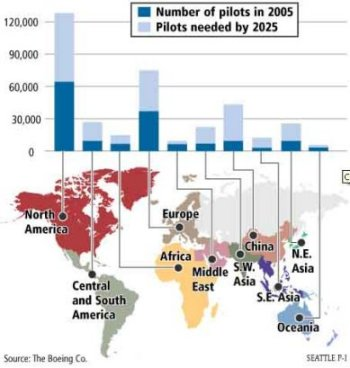 Number of pilots in 2005
Pilots needed by 2025
120,000
90,000
60,000
30,000
0
North
America
Europe
Africa
Middle
East
China
S.W.
Asia
N.E.
Asia
S.E. Asia
Central
and South
America
Oceania
Source: The Boeing Co.
SEATTLE P-I